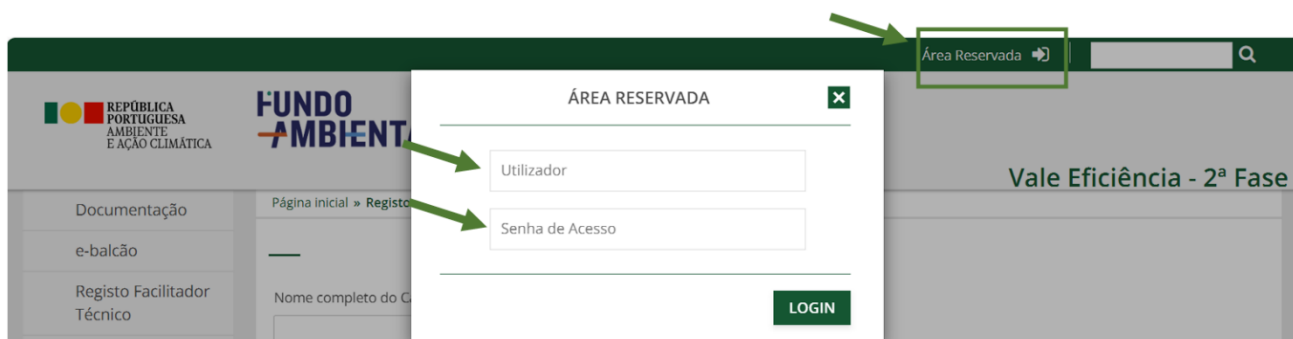 Área Reservada
REPÚBLICA
PORTUGUESA
AMBIENTE
E AÇÃO CLIMÁTICA
FUNDO
AMBIENTA
ÁREA RESERVADA
Utilizador
Senha de Acesso
LOGIN
Vale Eficiência - 2ª Fase
Documentação
e-balcão
Registo Facilitador
Técnico
Página inicial » Registo
Nome completo do